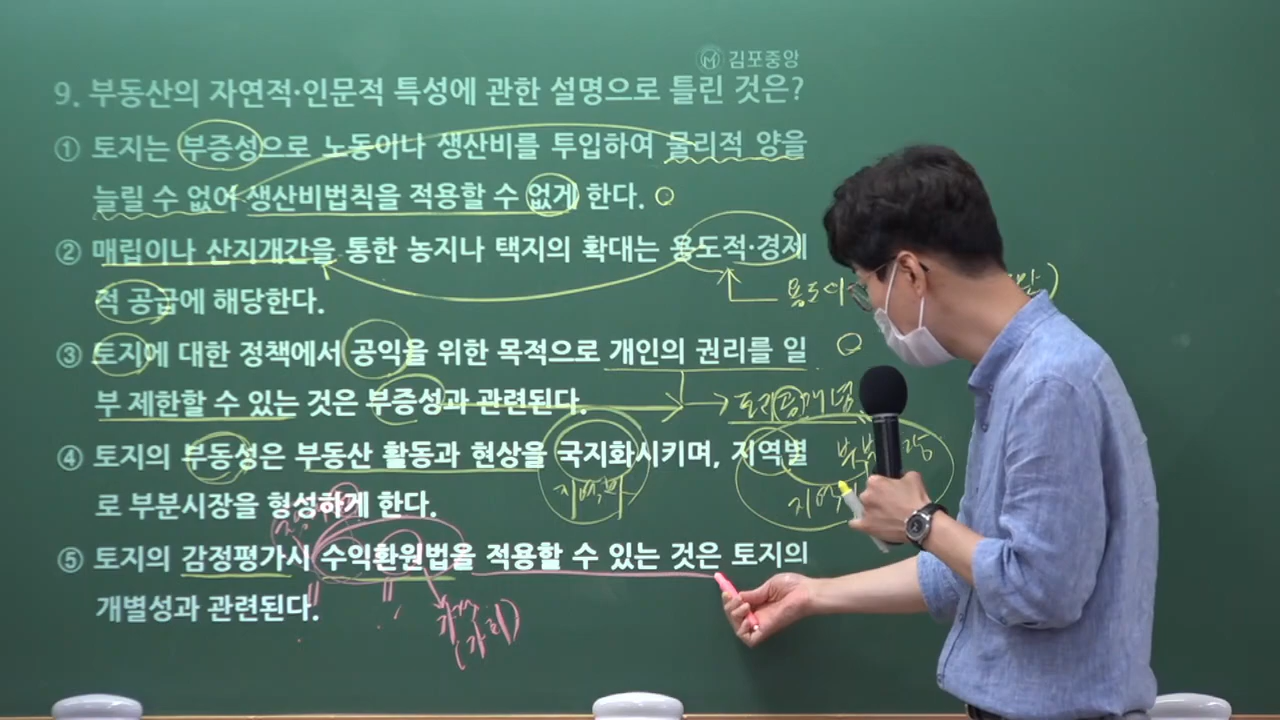 김포중앙
9. 부동산의 자연적·인문적 특성에 관한 설명으로 틀린 것은?
① 토지는 부증성으로 노동이나 생산비를 투입하여 물리적 양을
늘릴 수 없어 생산비법칙을 적용할 수 없게 한다.
② 매립이나 산지개간을 통한 농지나 택지의 확대는 용도적·경제
적 공급에 해당한다.
용도
③ 토지에 대한 정책에서 공익을 위한 목적으로 개인의 권리를 일
부 제한할 수 있는 것은 부증성과 관련된다.
토지공개념
④ 토지의 부동성은 부동산 활동과 현상을 국지화시키며, 지역별
로 부분시장을 형성하게 한다.
지역화
⑤ 토지의 감정평가시 수익환원법을 적용할 수 있는 것은 토지의
개별성과 관련된다.